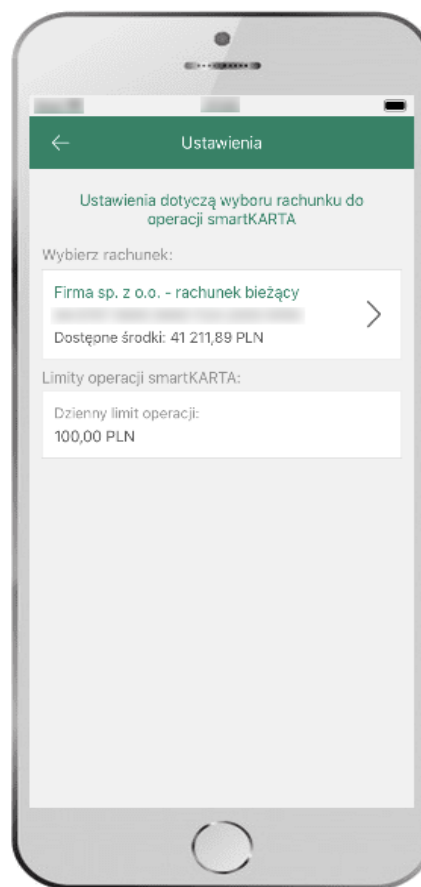 Ustawienia
Ustawienia dotyczą wyboru rachunku do
operacji smartKARTA
Wybierz rachunek:
Firma sp. z o.o. - rachunek bieżący
Dostępne środki: 41 211,89 PLN
Limity operacji smartKARTA:
Dzienny limit operacji:
100,00 PLN